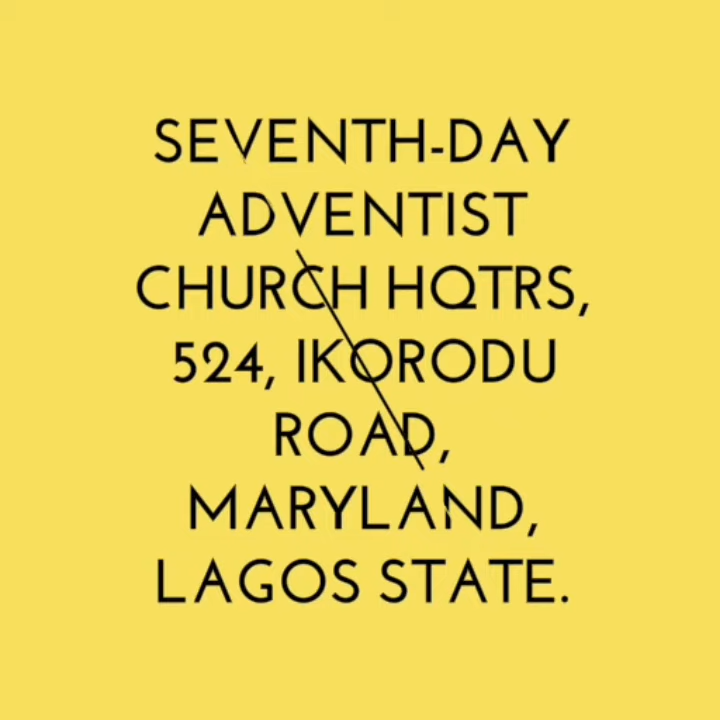 SEVENTH-DAY
ADVENTIST
CHURCH HQTRS,
524, IKORODU
ROAD,
MARYLAND,
LAGOS STATE.